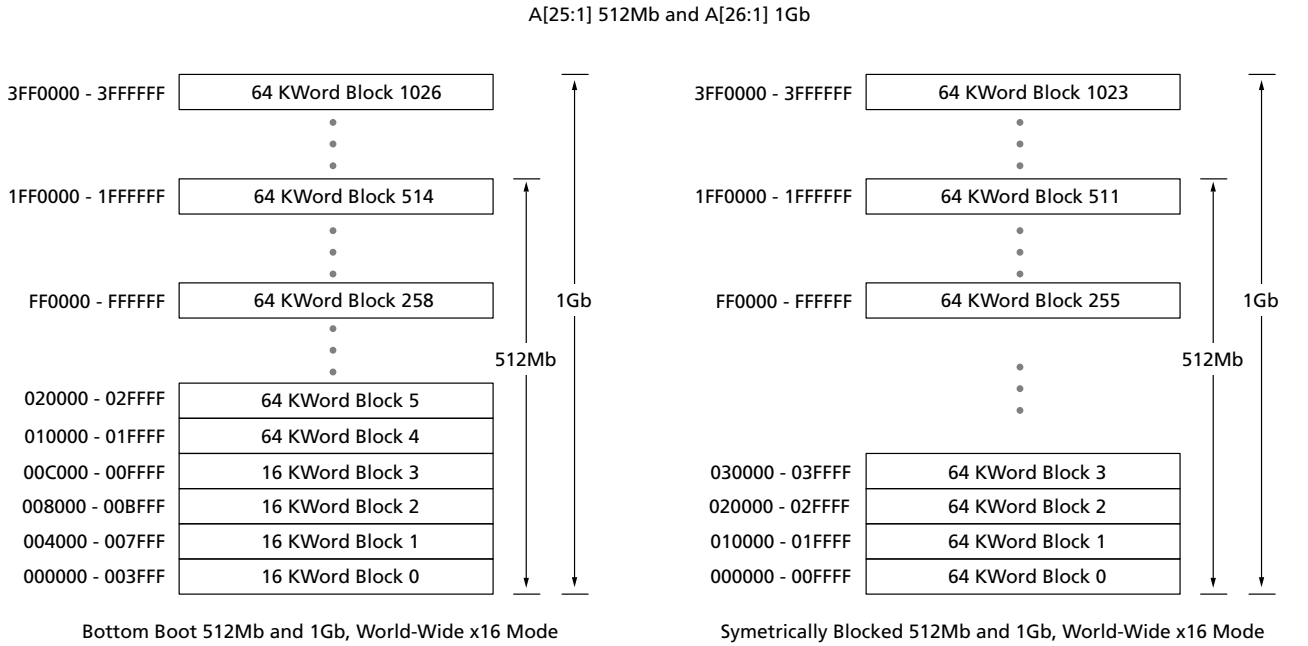 A[25:1] 512Mb and A[26:1] 1Gb
3FF0000 - 3FFFFFF 64 KWord Block 1026
1FF0000 - 1FFFFFF 64 KWord Block 514
FF0000 - FFFFFF 64 KWord Block 258
1Gb
512Mb
020000 - 02FFFF 64 KWord Block 5
010000 - 01FFFF 64 KWord Block 4
00C000 - 00FFFF 16 KWord Block 3
008000 - 00BFFF 16 KWord Block 2
004000 - 007FFF 16 KWord Block 1
000000 - 003FFF 16 KWord Block 0
Bottom Boot 512Mb and 1Gb, World-Wide x16 Mode
3FF0000 - 3FFFFFF 64 KWord Block 1023
1FF0000 - 1FFFFFF 64 KWord Block 511
FF0000 - FFFFFF 64 KWord Block 255
1Gb
512Mb
030000 - 03FFFF 64 KWord Block 3
020000 - 02FFFF 64 KWord Block 2
010000 - 01FFFF 64 KWord Block 1
000000 - 00FFFF 64 KWord Block 0
Symetrically Blocked 512Mb and 1Gb, World-Wide x16 Mode